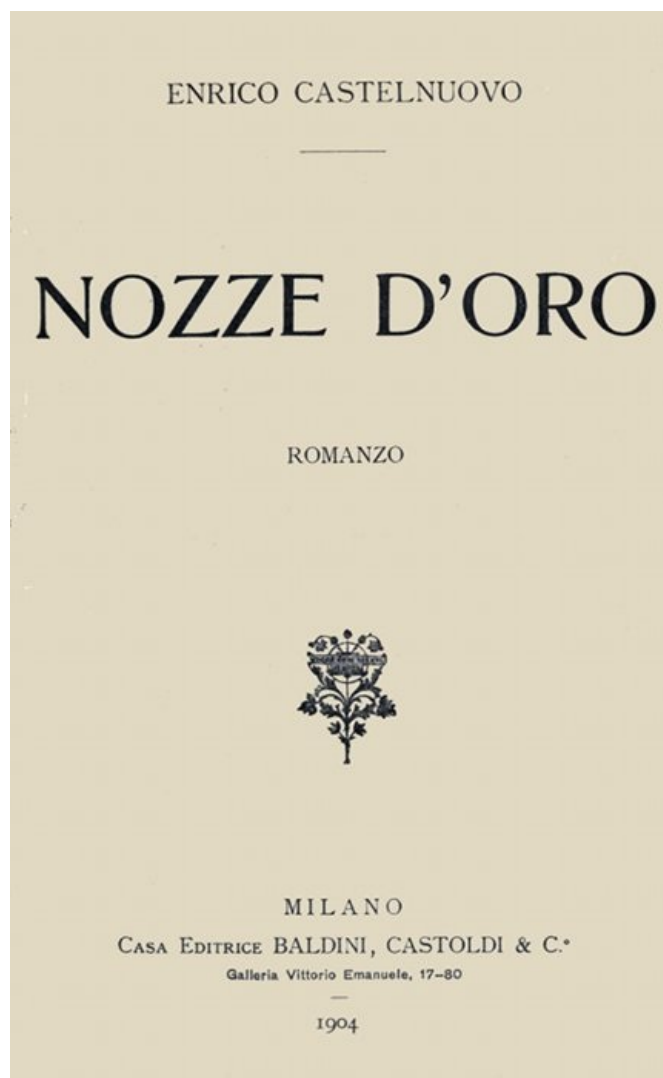 ENRICO CASTELNUOVO
NOZZE D'ORO
ROMANZO
MILANO
CASA EDITRICE BALDINI, CASTOLDI & C.°
Galleria Vittorio Emanuele, 17–80
1904